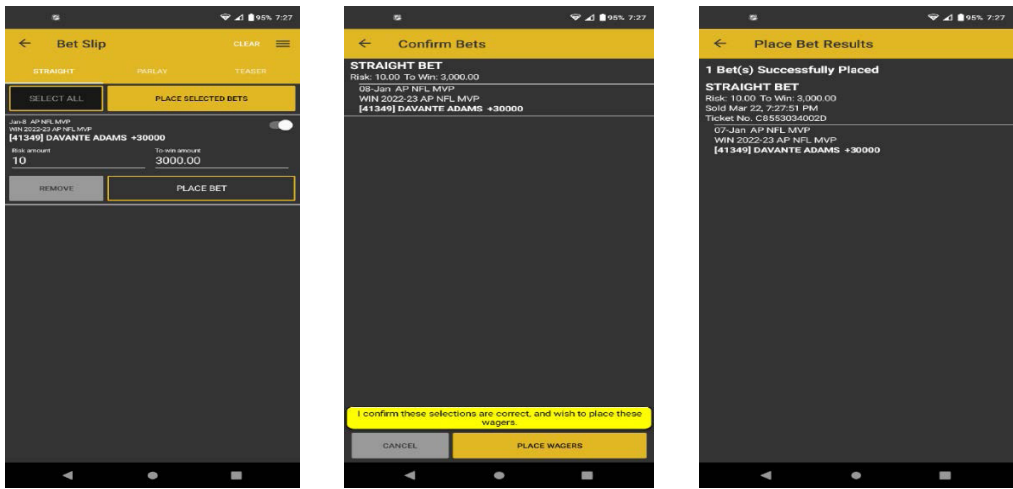 95% 7:27
Bet Slip
CLEAR
STRAIGHT PARLAY TEASER
SELECT ALL PLACE SELECTED BETS
Jan-8 AP NFL MVP
WIN 2022-23 AP NFL MVP
[41349] DAVANTE ADAMS +30000
Risk amount To-win amount
10 3000.00
REMOVE PLACE BET
95% 7:27
Confirm Bets
STRAIGHT BET
Risk: 10.00 To Win: 3,000.00
08-Jan AP NFL MVP
WIN 2022-23 AP NFL MVP
[41349] DAVANTE ADAMS +30000
I confirm these selections are correct, and wish to place these
wagers.
CANCEL PLACE WAGERS
95% 7:27
Place Bet Results
1 Bet(s) Successfully Placed
STRAIGHT BET
Risk: 10.00 To Win: 3,000.00
Sold Mar 22, 7:27:51 PM
Ticket No. C8553034002D
07-Jan AP NFL MVP
WIN 2022-23 AP NFL MVP
[41349] DAVANTE ADAMS +30000